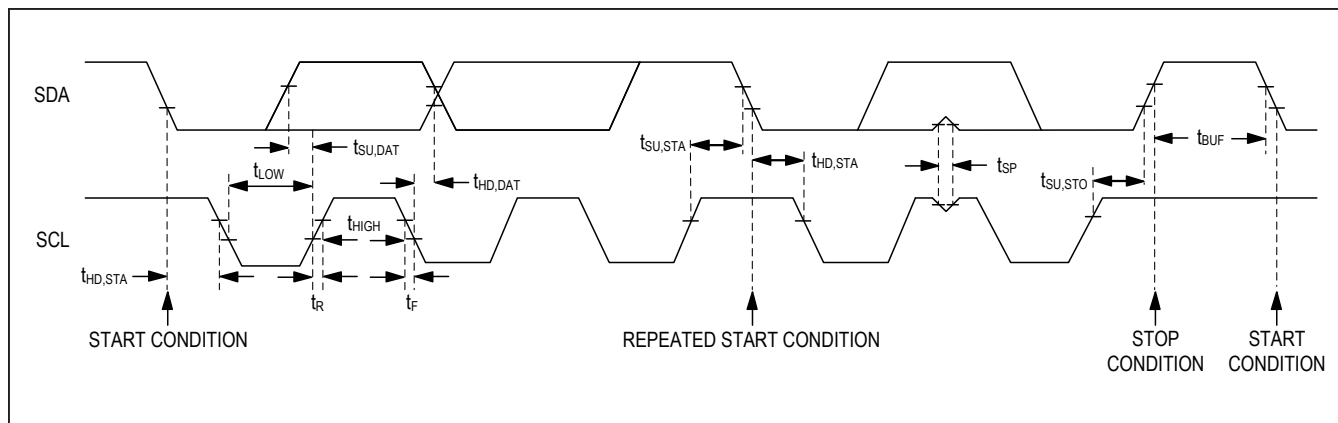 SDA
tSU,DAT
tLOW
tHD,DAT
tSU,STA
tHD,STA
tSP
tBUF
tSU,STO
SCL
tHIGH
tHD,STA
tR
tF
START CONDITION
REPEATED START CONDITION
STOP
CONDITION
START
CONDITION